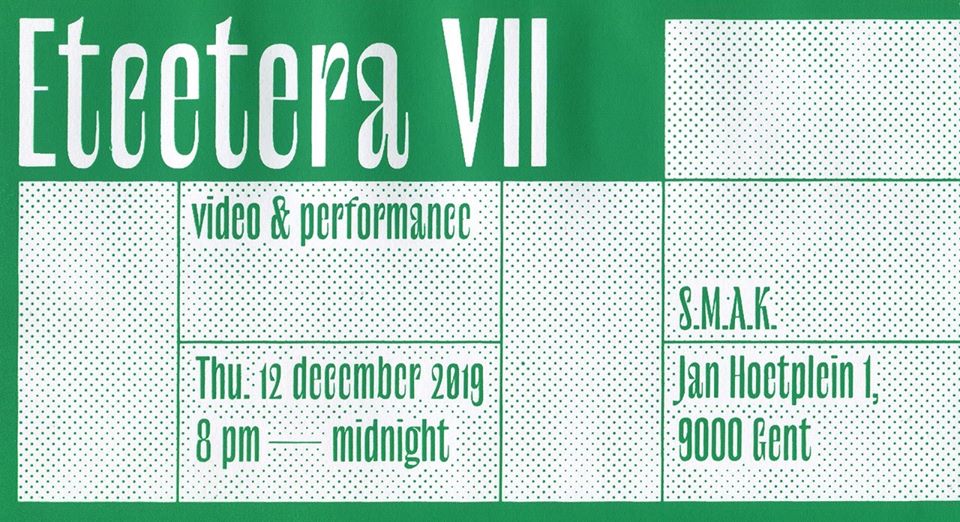 Etcetera VII
video & performance
Thu. 12 december 2019
8 pm — midnight
S.M.A.K.
Jan Hoetplein 1,
9000 Gent